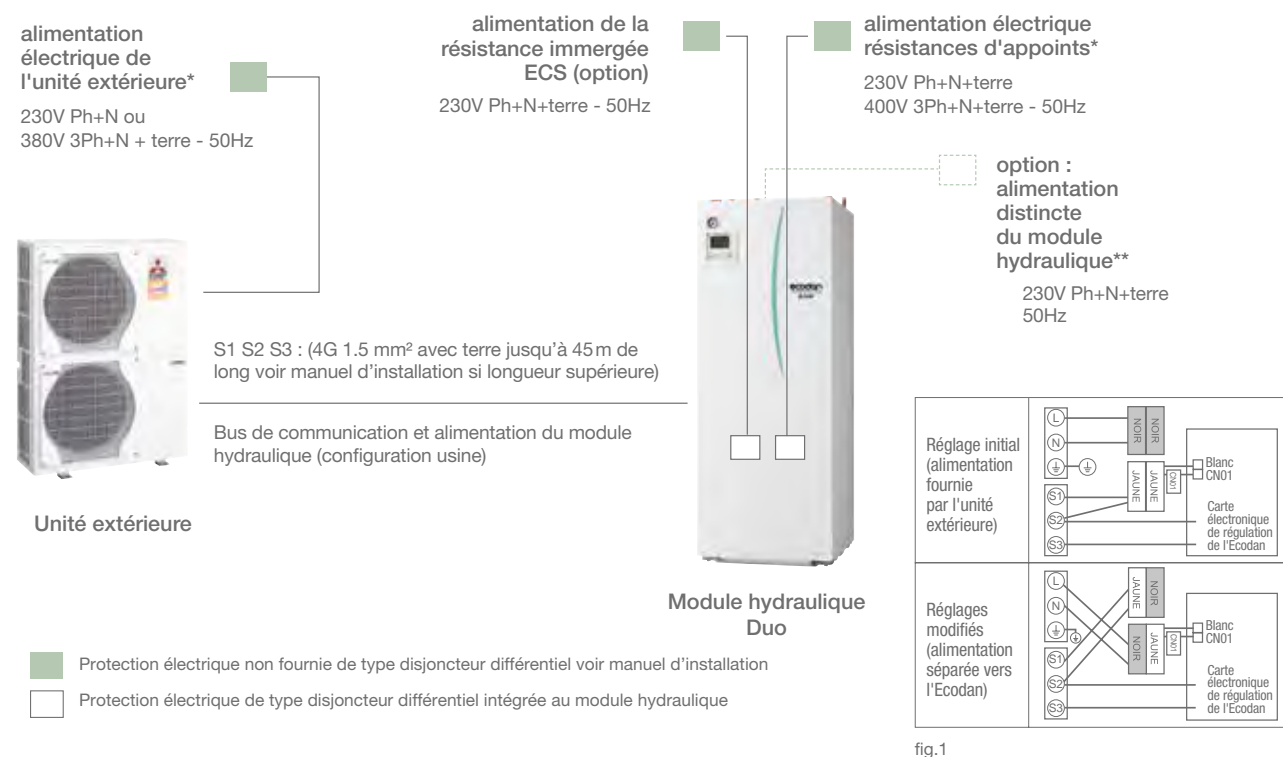 alimentation
électrique de
l'unité extérieure*
230V Ph+N ou
380V 3Ph+N + terre - 50Hz
alimentation de la
résistance immergée
ECS (option)
230V Ph+N+terre - 50Hz
alimentation électrique
résistances d'appoints*
230V Ph+N+terre
400V 3Ph+N+terre - 50Hz
option :
alimentation
distincte
du module
hydraulique**
230V Ph+N+terre
50Hz
ecodan
S1 S2 S3 : (4G 1.5 mm² avec terre jusqu'à 45 m de
long voir manuel d'installation si longueur supérieure)
Bus de communication et alimentation du module
hydraulique (configuration usine)
Unité extérieure
Module hydraulique
Duo
Protection électrique non fournie de type disjoncteur différentiel voir manuel d'installation
Protection électrique de type disjoncteur différentiel intégrée au module hydraulique
Réglage initial
(alimentation
fournie
par l'unité
extérieure)
L
N
S1
S2
S3
NOIR
NOIR
JAUNE
JAUNE
CN01
Blanc
CN01
Carte
électronique
de régulation
de l'Ecodan
Réglages
modifiés
(alimentation
séparée vers
l'Ecodan)
L
N
S1
S2
S3
JAUNE
NOIR
NOIR
JAUNE
CN01
Blanc
CN01
Carte
électronique
de régulation
de l'Ecodan
fig.1